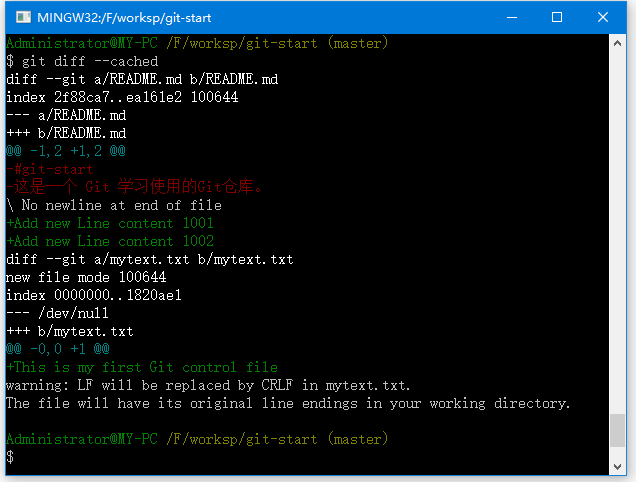 MINGW32:/F/worksp/git-start
Administrator@MY-PC /F/worksp/git-start (master)
$ git diff --cached
diff --git a/README.md b/README.md
index 2f88ca7..ea161e2 100644
--- a/README.md
+++ b/README.md
@@ -1,2 +1,2 @@
-#git-start
-这是一个 Git 学习使用的Git仓库。
\ No newline at end of file
+Add new Line content 1001
+Add new Line content 1002
diff --git a/mytext.txt b/mytext.txt
new file mode 100644
index 0000000..1820ae1
--- /dev/null
+++ b/mytext.txt
@@ -0,0 +1 @@
+This is my first Git control file
warning: LF will be replaced by CRLF in mytext.txt.
The file will have its original line endings in your working directory.
Administrator@MY-PC /F/worksp/git-start (master)
$